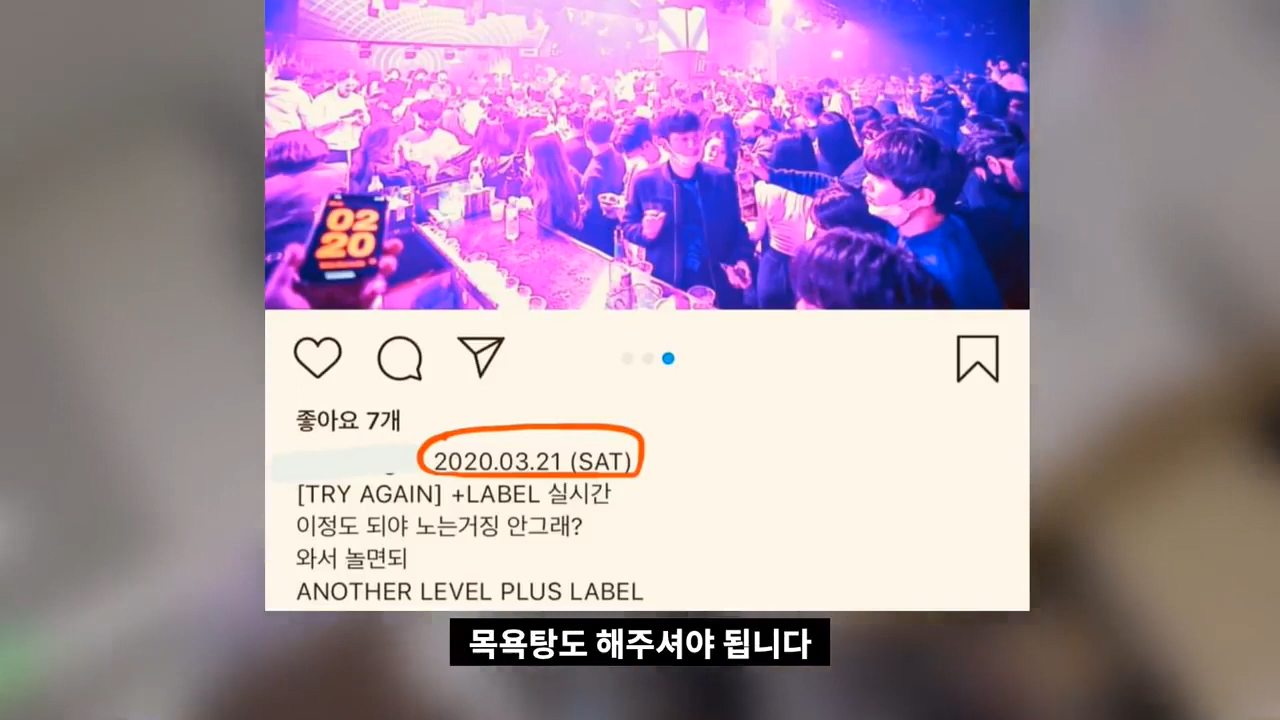 02
20
좋아요 7개
2020.03.21 (SAT)
[TRY AGAIN] +LABEL 실시간
이정도 되야 노는거징 안그래?
와서 놀면되
ANOTHER LEVEL PLUS LABEL
목욕탕도 해주셔야 됩니다